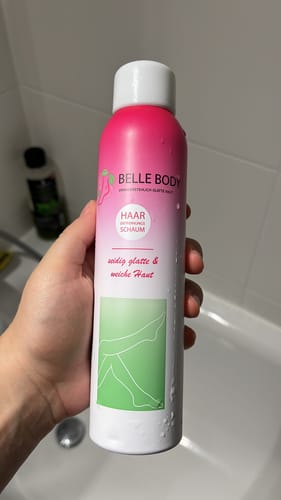 BELLE BODY
HAAR
ENTFERNUNGS
SCHAUM
seidig glatte &
weiche Haut